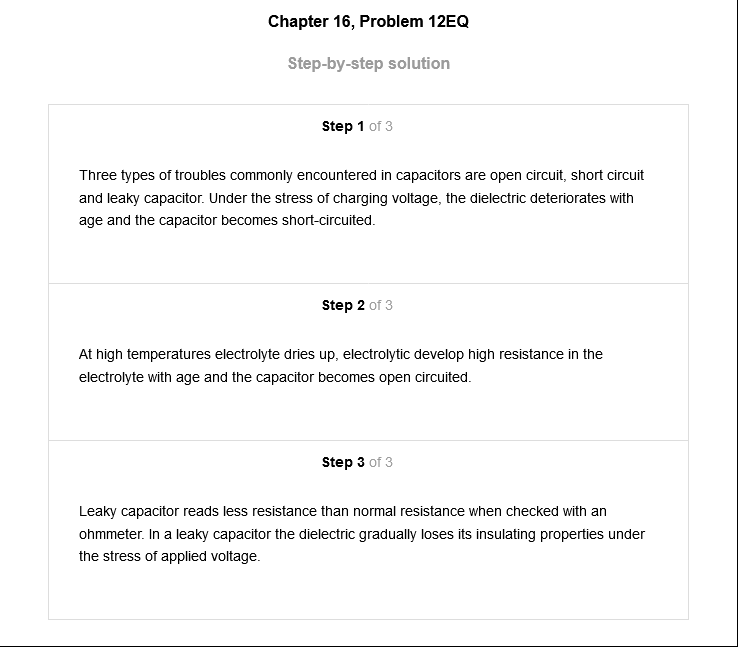 Chapter 16, Problem 12EQ
Step-by-step solution
Step 1 of 3
Three types of troubles commonly encountered in capacitors are open circuit, short circuit
and leaky capacitor. Under the stress of charging voltage, the dielectric deteriorates with
age and the capacitor becomes short-circuited.
Step 2 of 3
At high temperatures electrolyte dries up, electrolytic develop high resistance in the
electrolyte with age and the capacitor becomes open circuited.
Step 3 of 3
Leaky capacitor reads less resistance than normal resistance when checked with an
ohmmeter. In a leaky capacitor the dielectric gradually loses its insulating properties under
the stress of applied voltage.